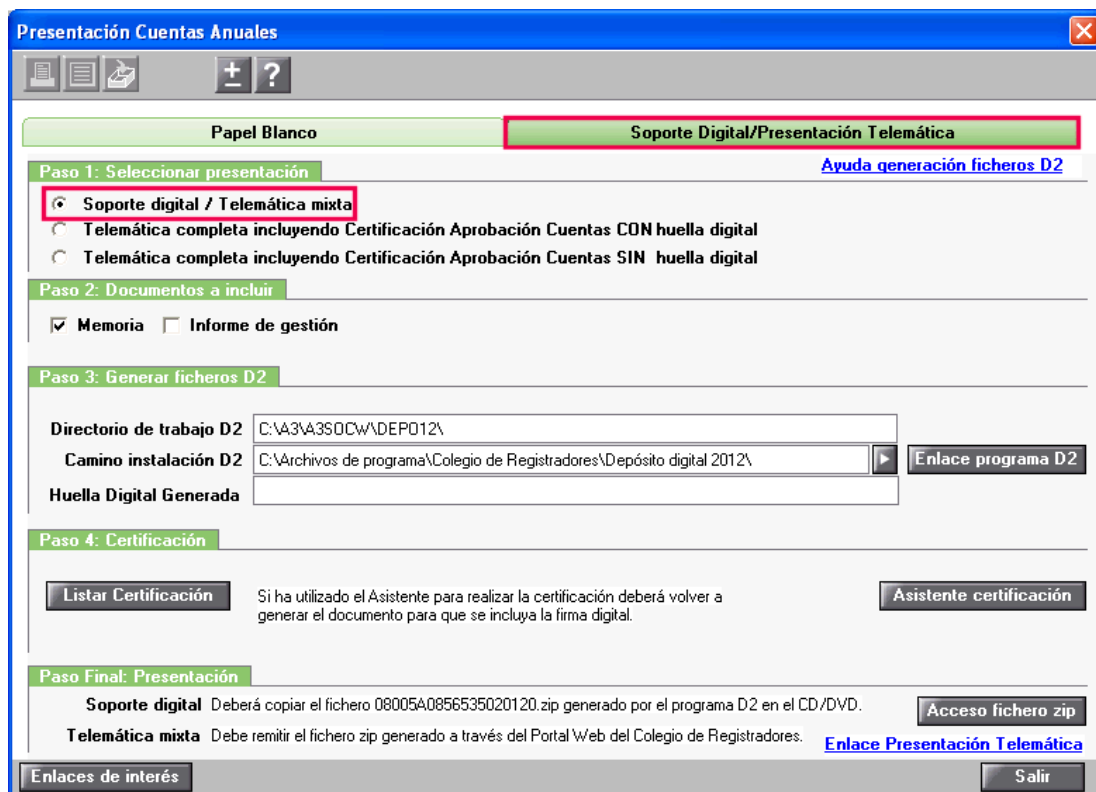 Presentación Cuentas Anuales
Papel Blanco
Soporte Digital/Presentación Telemática
Paso 1: Seleccionar presentación
Ayuda generación ficheros D2
Soporte digital / Telemática mixta
Telemática completa incluyendo Certificación Aprobación Cuentas CON huella digital
Telemática completa incluyendo Certificación Aprobación Cuentas SIN huella digital
Paso 2: Documentos a incluir
Memoria
Informe de gestión
Paso 3: Generar ficheros D2
Directorio de trabajo D2 C:\A3\A3SOCW\DEPO12\
Camino instalación D2 C:\Archivos de programa\Colegio de Registradores\Depósito digital 2012\
Enlace programa D2
Huella Digital Generada
Paso 4: Certificación
Listar Certificación
Si ha utilizado el Asistente para realizar la certificación deberá volver a
generar el documento para que se incluya la firma digital.
Asistente certificación
Paso Final: Presentación
Soporte digital Deberá copiar el fichero 08005A0856535020120.zip generado por el programa D2 en el CD/DVD.
Acceso fichero zip
Telemática mixta Debe remitir el fichero zip generado a través del Portal Web del Colegio de Registradores.
Enlace Presentación Telemática
Enlaces de interés
Salir